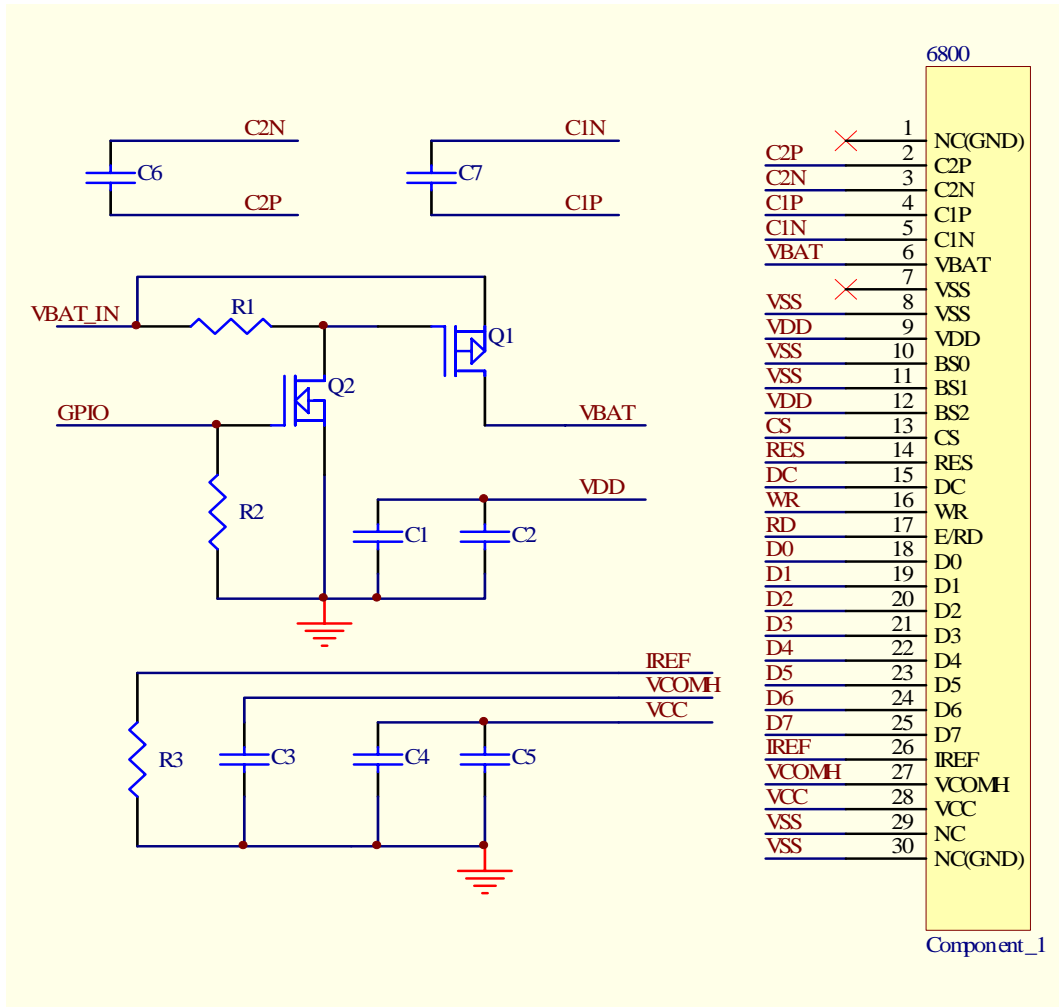 6800
C2N
C1N
C6
C7
C2P
C1P
VBAT_IN
R1
Q1
Q2
GPIO
VBAT
R2
VDD
C1
C2
IREF
VCOMH
VCC
R3
C3
C4
C5
1 NC(GND)
C2P 2 C2P
C2N 3 C2N
C1P 4 C1P
C1N 5 C1N
VBAT 6 VBAT
7 VSS
VSS 8 VSS
VDD 9 VDD
VSS 10 BS0
VSS 11 BS1
VDD 12 BS2
CS 13 CS
RES 14 RES
DC 15 DC
WR 16 WR
RD 17 E/RD
D0 18 D0
D1 19 D1
D2 20 D2
D3 21 D3
D4 22 D4
D5 23 D5
D6 24 D6
D7 25 D7
IREF 26 IREF
VCOMH 27 VCOMH
VCC 28 VCC
VSS 29 NC
VSS 30 NC(GND)
Component_1